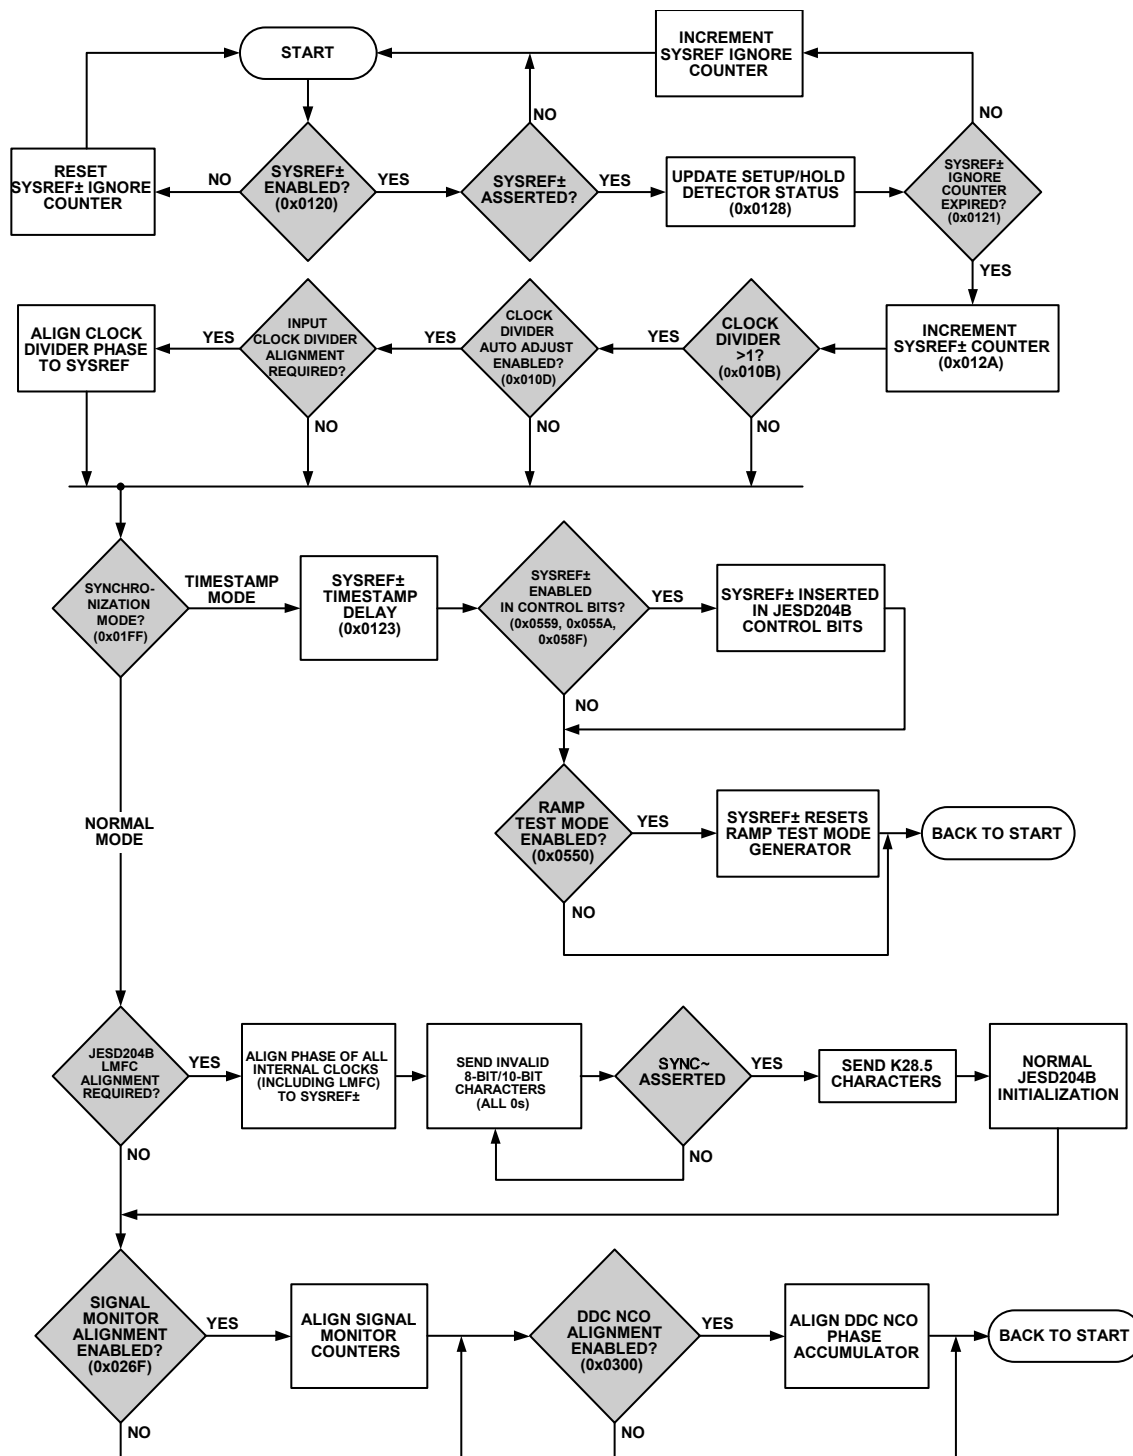 START
INCREMENT
SYSREF IGNORE
COUNTER
NO
NO
RESET
SYSREF± IGNORE
COUNTER
NO
SYSREF±
ENABLED?
(0x0120)
YES
SYSREF±
ASSERTED?
YES
UPDATE SETUP/HOLD
DETECTOR STATUS
(0x0128)
SYSREF±
IGNORE
COUNTER
EXPIRED?
(0x0121)
YES
ALIGN CLOCK
DIVIDER PHASE
TO SYSREF
YES
INPUT
CLOCK DIVIDER
ALIGNMENT
REQUIRED?
YES
CLOCK
DIVIDER
AUTO ADJUST
ENABLED?
(0x010D)
YES
CLOCK
DIVIDER
>1?
(0x010B)
INCREMENT
SYSREF± COUNTER
(0x012A)
NO
NO
NO
SYNCHRO-
NIZATION
MODE?
(0x01FF)
TIMESTAMP
MODE
SYSREF±
TIMESTAMP
DELAY
(0x0123)
SYSREF±
ENABLED
IN CONTROL BITS?
(0x0559, 0x055A,
0x058F)
YES
SYSREF± INSERTED
IN JESD204B
CONTROL BITS
NO
NORMAL
MODE
RAMP
TEST MODE
ENABLED?
(0x0550)
YES
SYSREF± RESETS
RAMP TEST MODE
GENERATOR
BACK TO START
NO
JESD204B
LMFC
ALIGNMENT
REQUIRED?
YES
ALIGN PHASE OF ALL
INTERNAL CLOCKS
(INCLUDING LMFC)
TO SYSREF±
SEND INVALID
8-BIT/10-BIT
CHARACTERS
(ALL 0s)
SYNC~
ASSERTED
YES
SEND K28.5
CHARACTERS
NORMAL
JESD204B
INITIALIZATION
NO
NO
SIGNAL
MONITOR
ALIGNMENT
ENABLED?
(0x026F)
YES
ALIGN SIGNAL
MONITOR
COUNTERS
DDC NCO
ALIGNMENT
ENABLED?
(0x0300)
YES
ALIGN DDC NCO
PHASE
ACCUMULATOR
BACK TO START
NO
NO